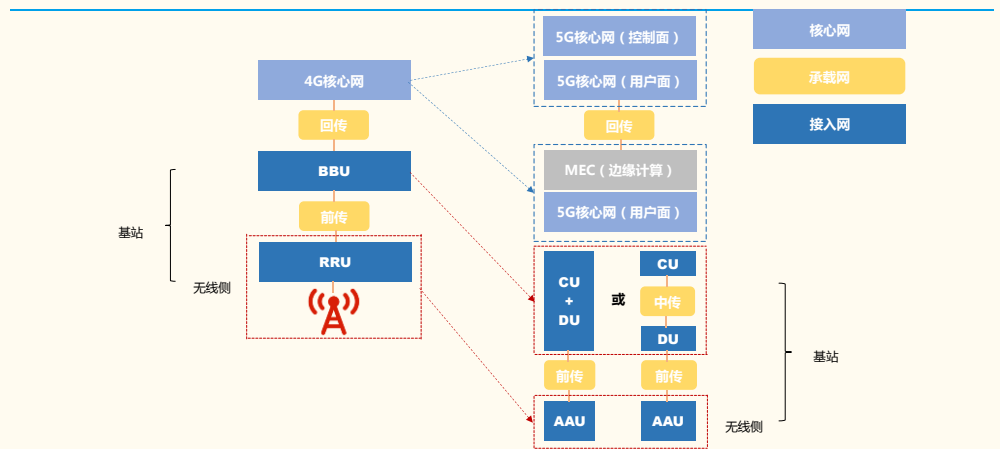 4G核心网
回传
BBU
前传
RRU
基站
无线侧
5G核心网（控制面）
5G核心网（用户面）
回传
MEC（边缘计算）
5G核心网（用户面）
CU
+
DU
或
CU
中传
DU
前传
前传
AAU
AAU
基站
无线侧
核心网
承载网
接入网